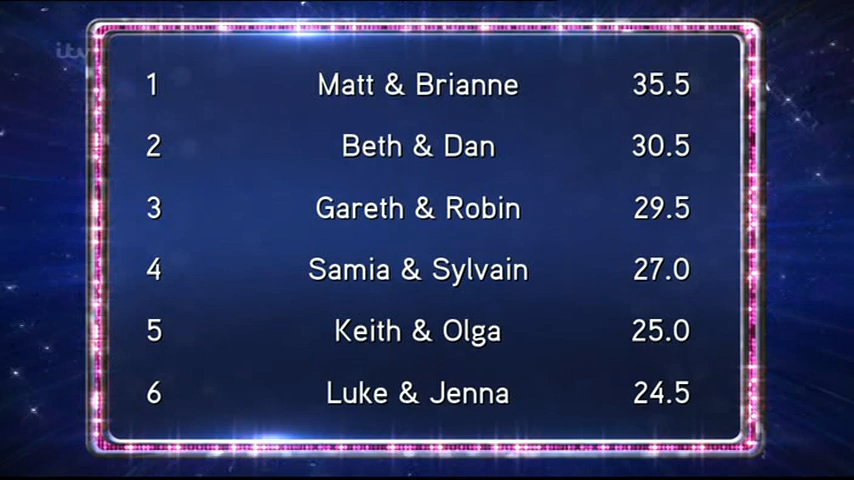 itv
1 Matt & Brianne 35.5
2 Beth & Dan 30.5
3 Gareth & Robin 29.5
4 Samia & Sylvain 27.0
5 Keith & Olga 25.0
6 Luke & Jenna 24.5